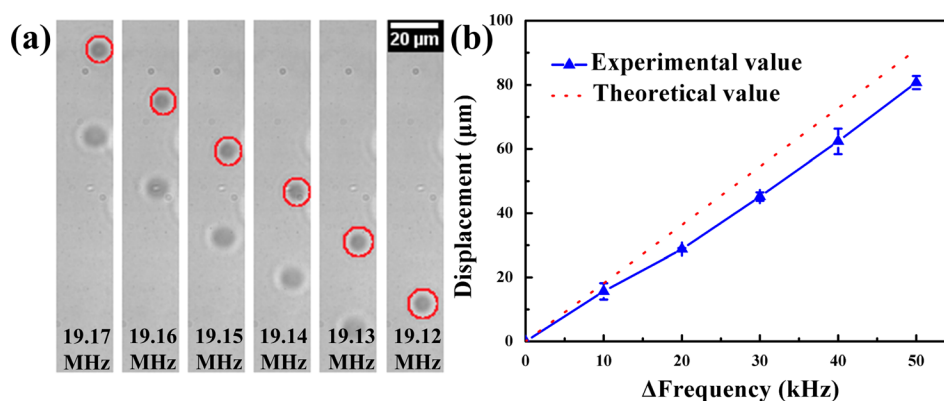 (a)
20 µm
19.17
MHz
19.16
MHz
19.15
MHz
19.14
MHz
19.13
MHz
19.12
MHz
(b)
Displacement (µm)
100
80
60
40
20
0
Experimental value
Theoretical value
0 10 20 30 40 50
ΔFrequency (kHz)